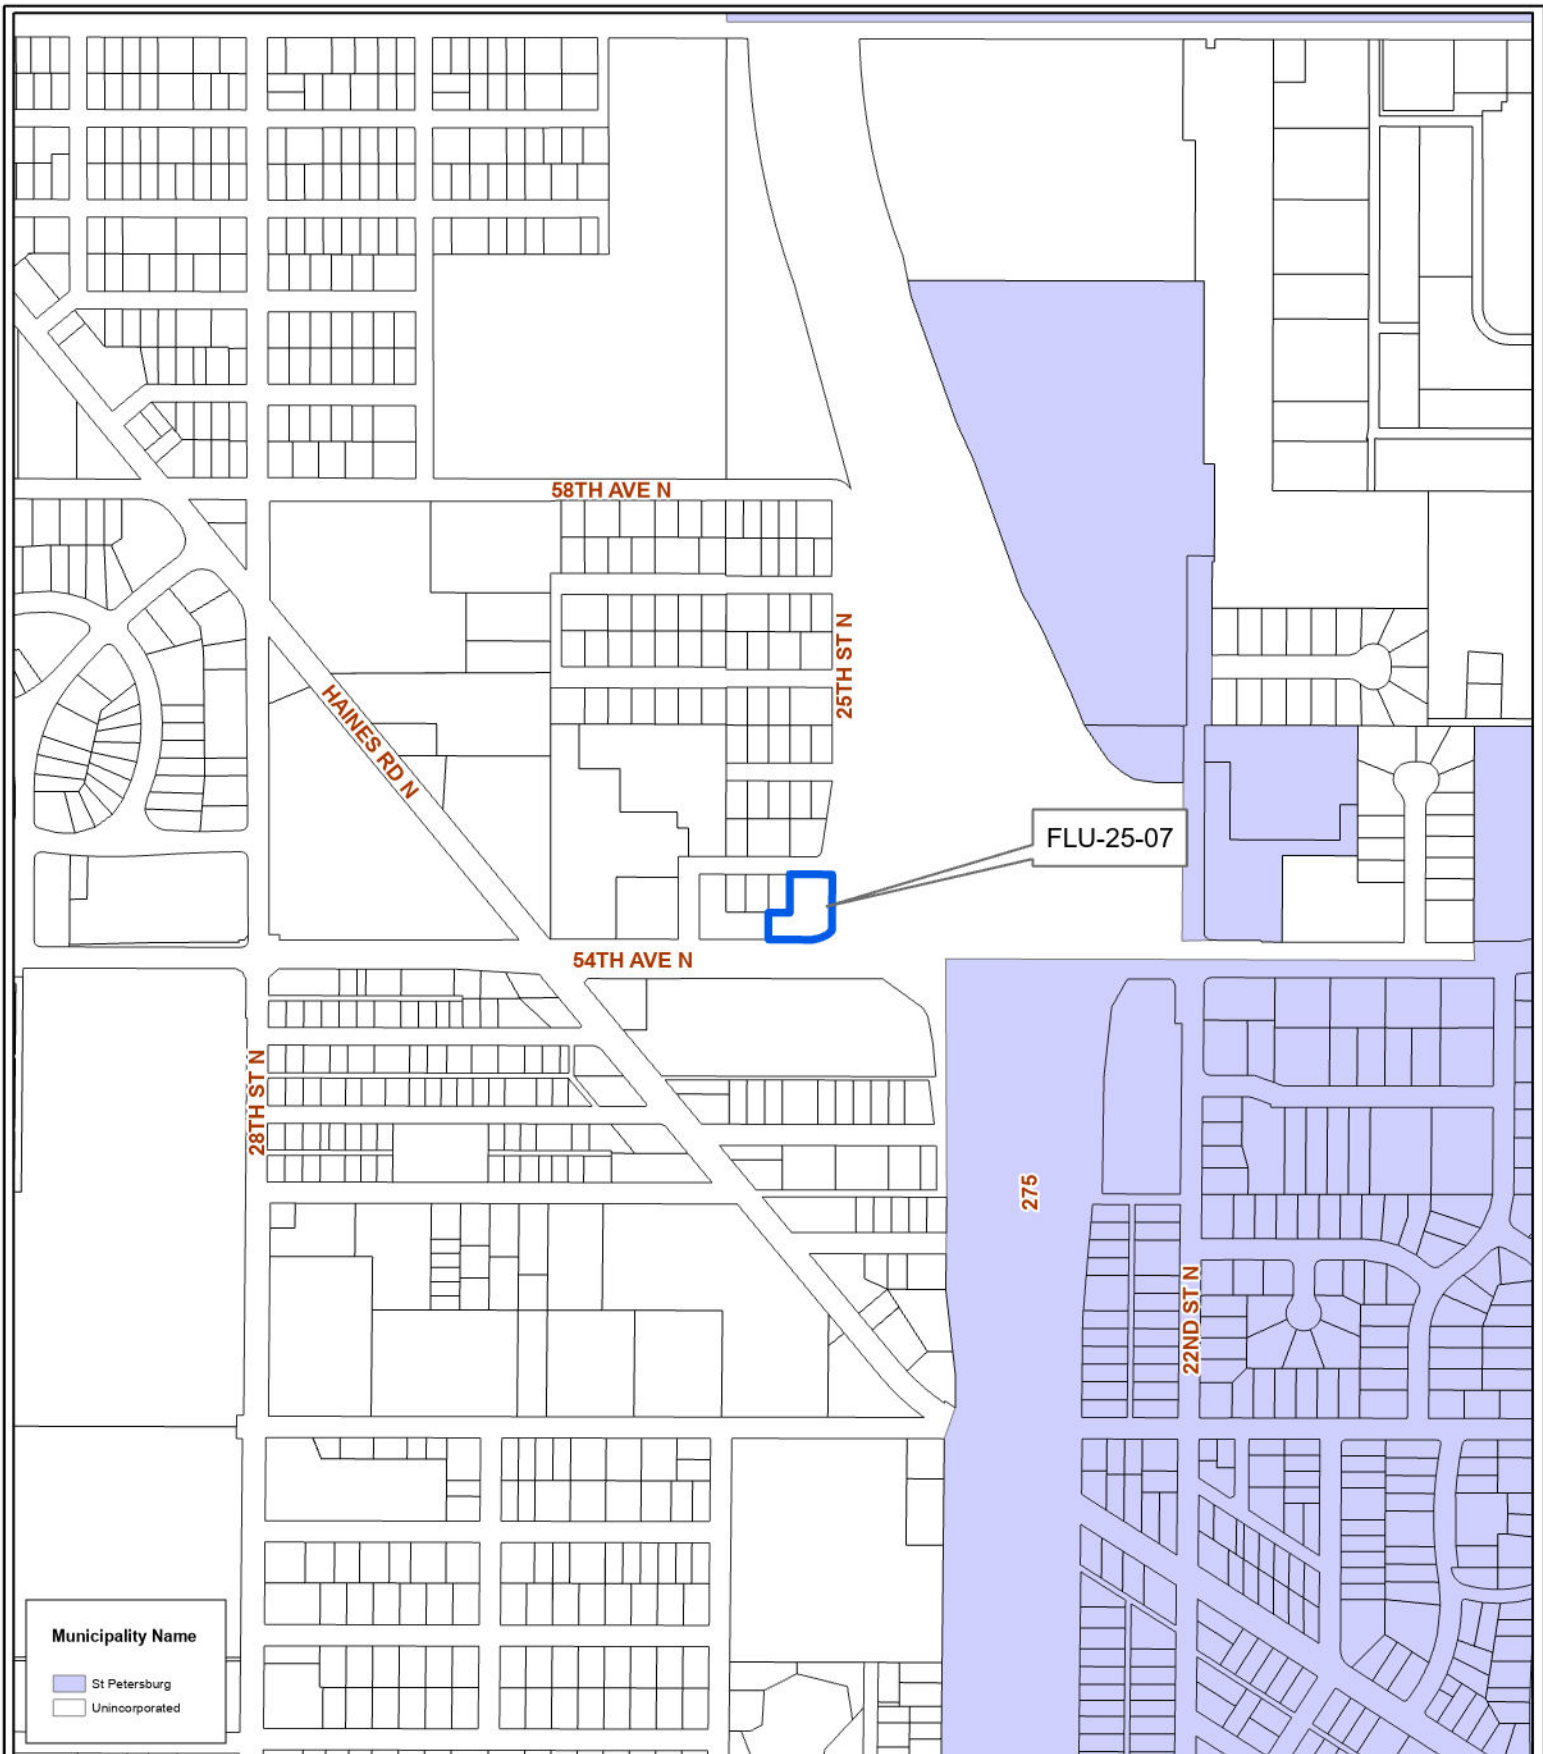 58TH AVE N
25TH ST N
HAINES RD N
FLU-25-07
54TH AVE N
28TH ST N
275
22ND ST N
Municipality Name
St Petersburg
Unincorporated